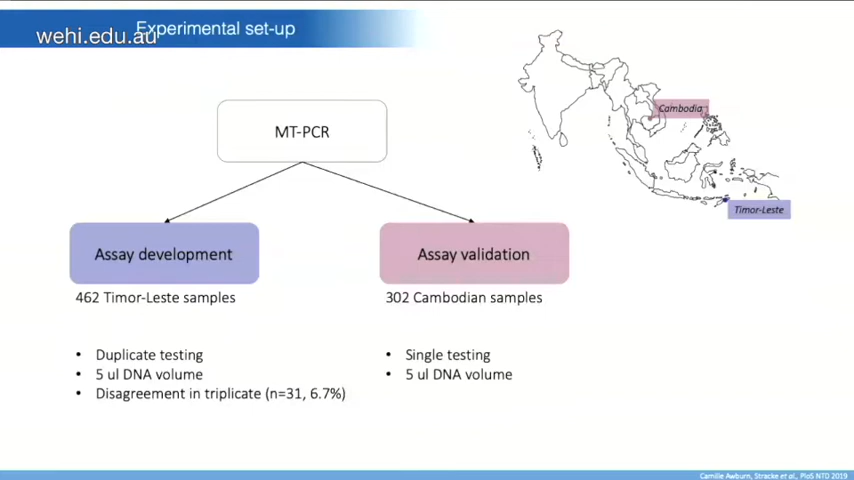 Experimental set-up
wehi.edu.au
MT-PCR
Cambodia
Timor-Leste
Assay development
462 Timor-Leste samples
• Duplicate testing
• 5 ul DNA volume
• Disagreement in triplicate (n=31, 6.7%)
Assay validation
302 Cambodian samples
• Single testing
• 5 ul DNA volume
Camille Awburn, Stracke et al., PloS NTD 2019